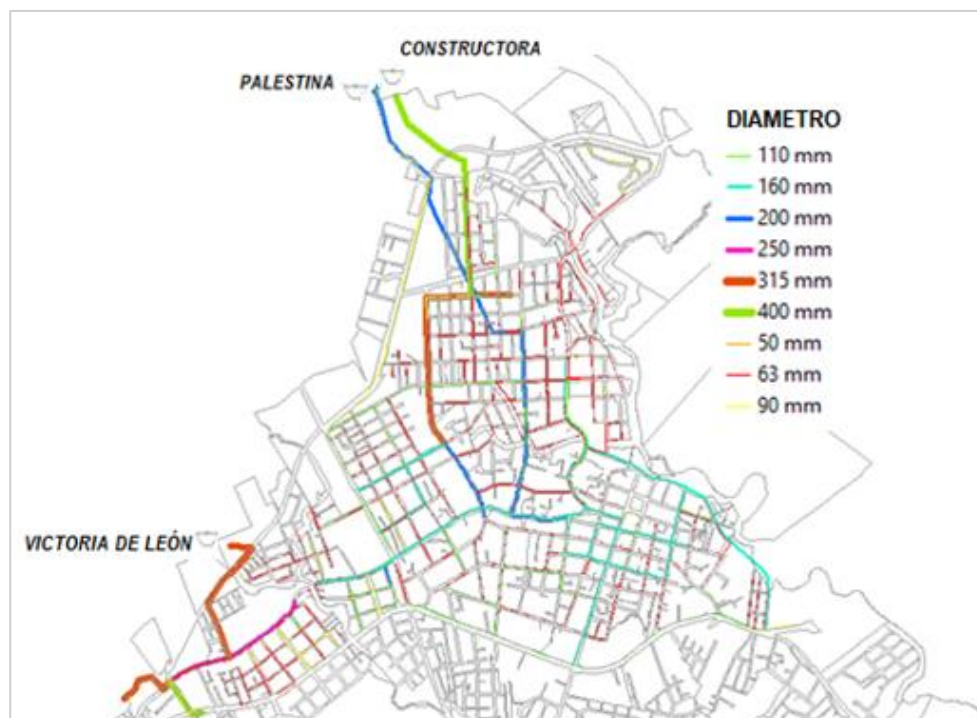 CONSTRUCTORA
PALESTINA
DIAMETRO
110 mm
160 mm
200 mm
250 mm
315 mm
400 mm
50 mm
63 mm
90 mm
VICTORIA DE LEÓN